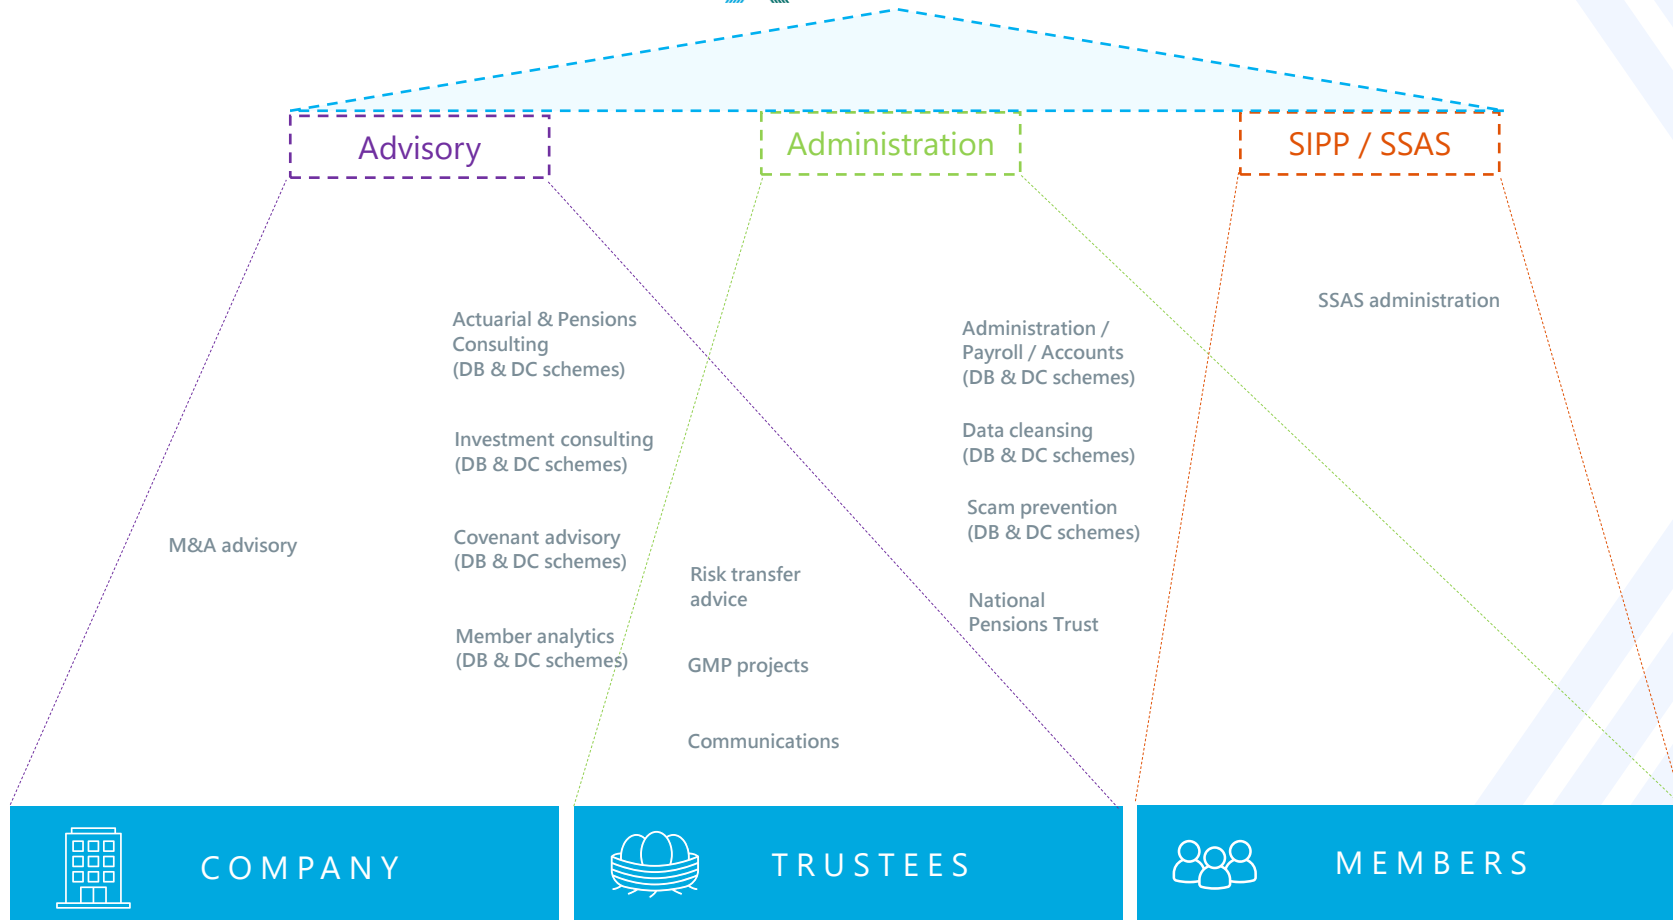 Advisory
Administration
SIPP / SSAS
Actuarial & Pensions
Consulting
(DB & DC schemes)
Investment consulting
(DB & DC schemes)
M&A advisory
Covenant advisory
(DB & DC schemes)
Member analytics
(DB & DC schemes)
Risk transfer
advice
GMP projects
Communications
Administration /
Payroll / Accounts
(DB & DC schemes)
Data cleansing
(DB & DC schemes)
Scam prevention
(DB & DC schemes)
National
Pensions Trust
SSAS administration
COMPANY
TRUSTEES
MEMBERS